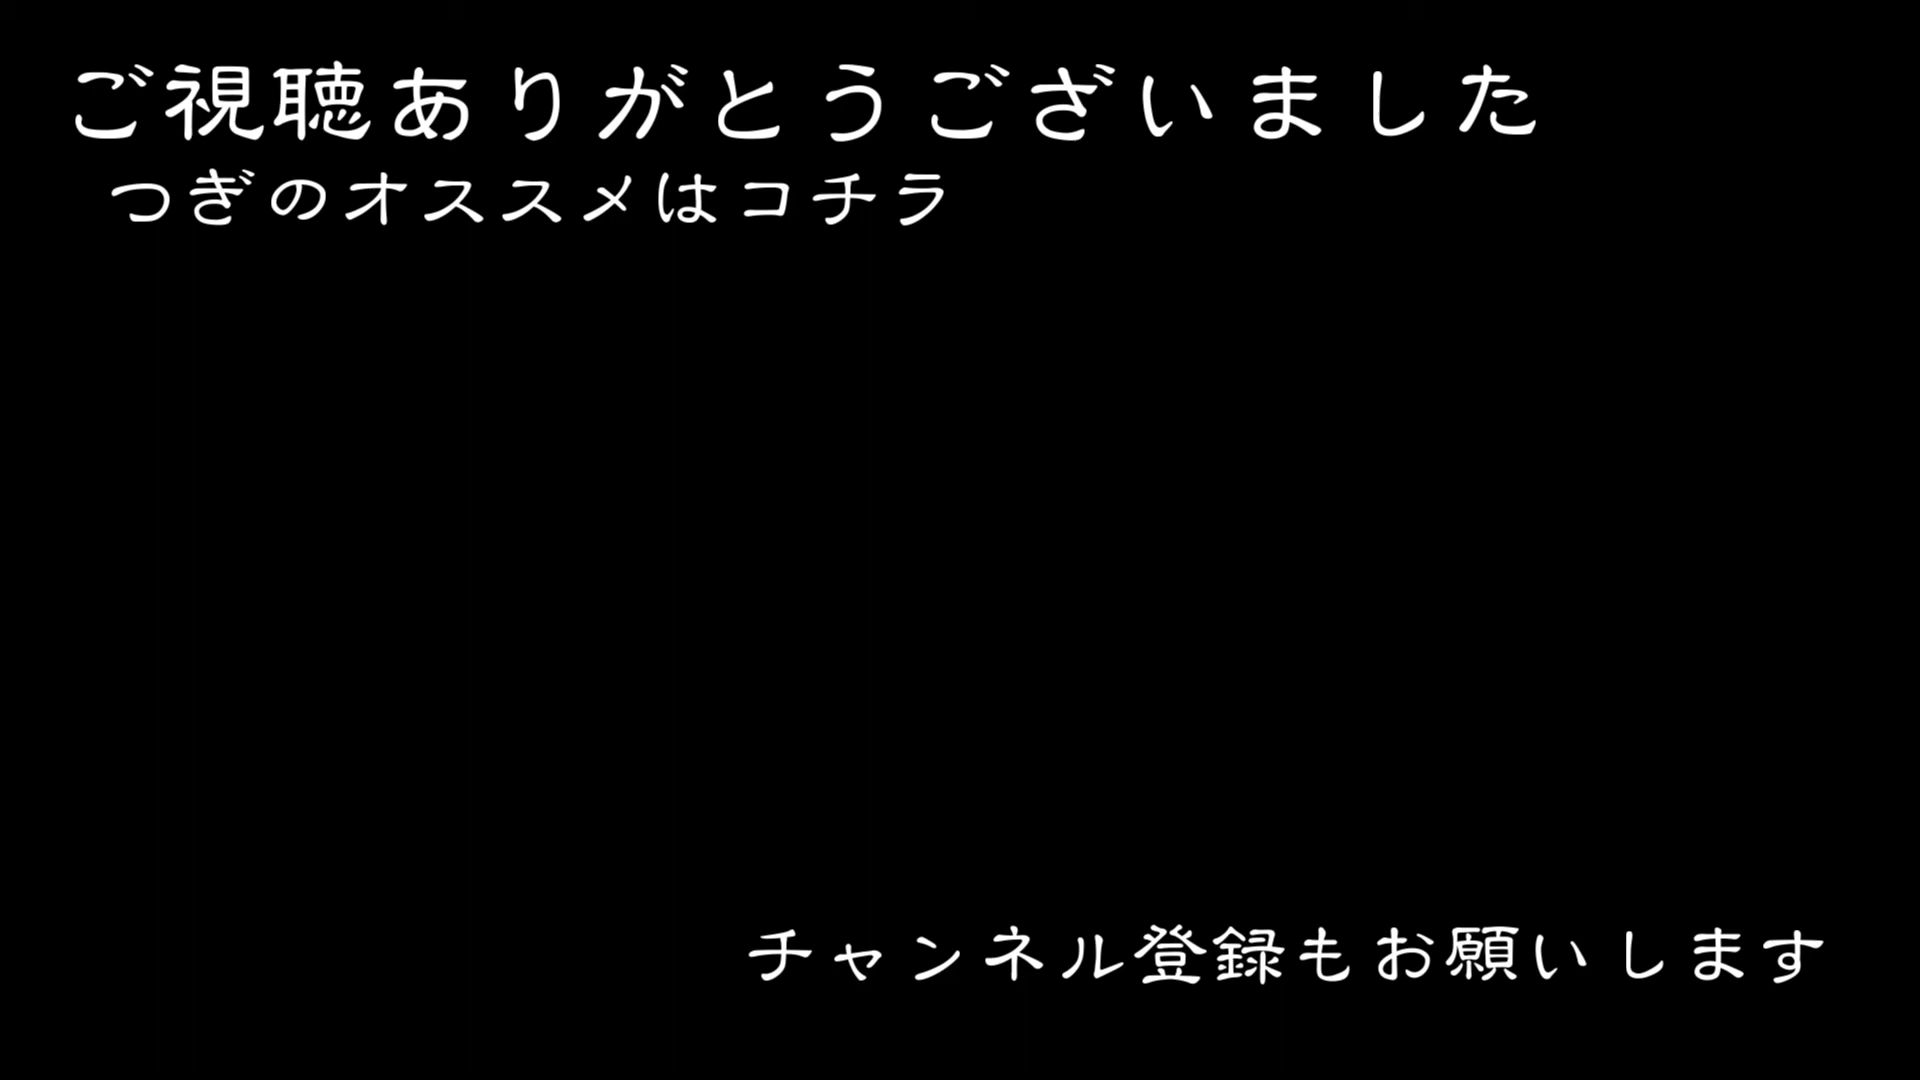 ご視聴ありがとうございました
つぎのオススメはコチラ
チャンネル登録もお願いします